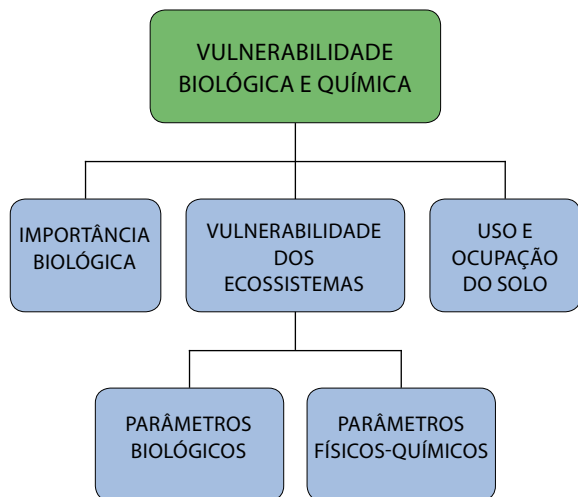 VULNERABILIDADE
BIOLÓGICA E QUÍMICA
IMPORTÂNCIA
BIOLÓGICA
VULNERABILIDADE
DOS
ECOSSISTEMAS
USO E
OCUPAÇÃO
DO SOLO
PARÂMETROS
BIOLÓGICOS
PARÂMETROS
FÍSICOS-QUÍMICOS